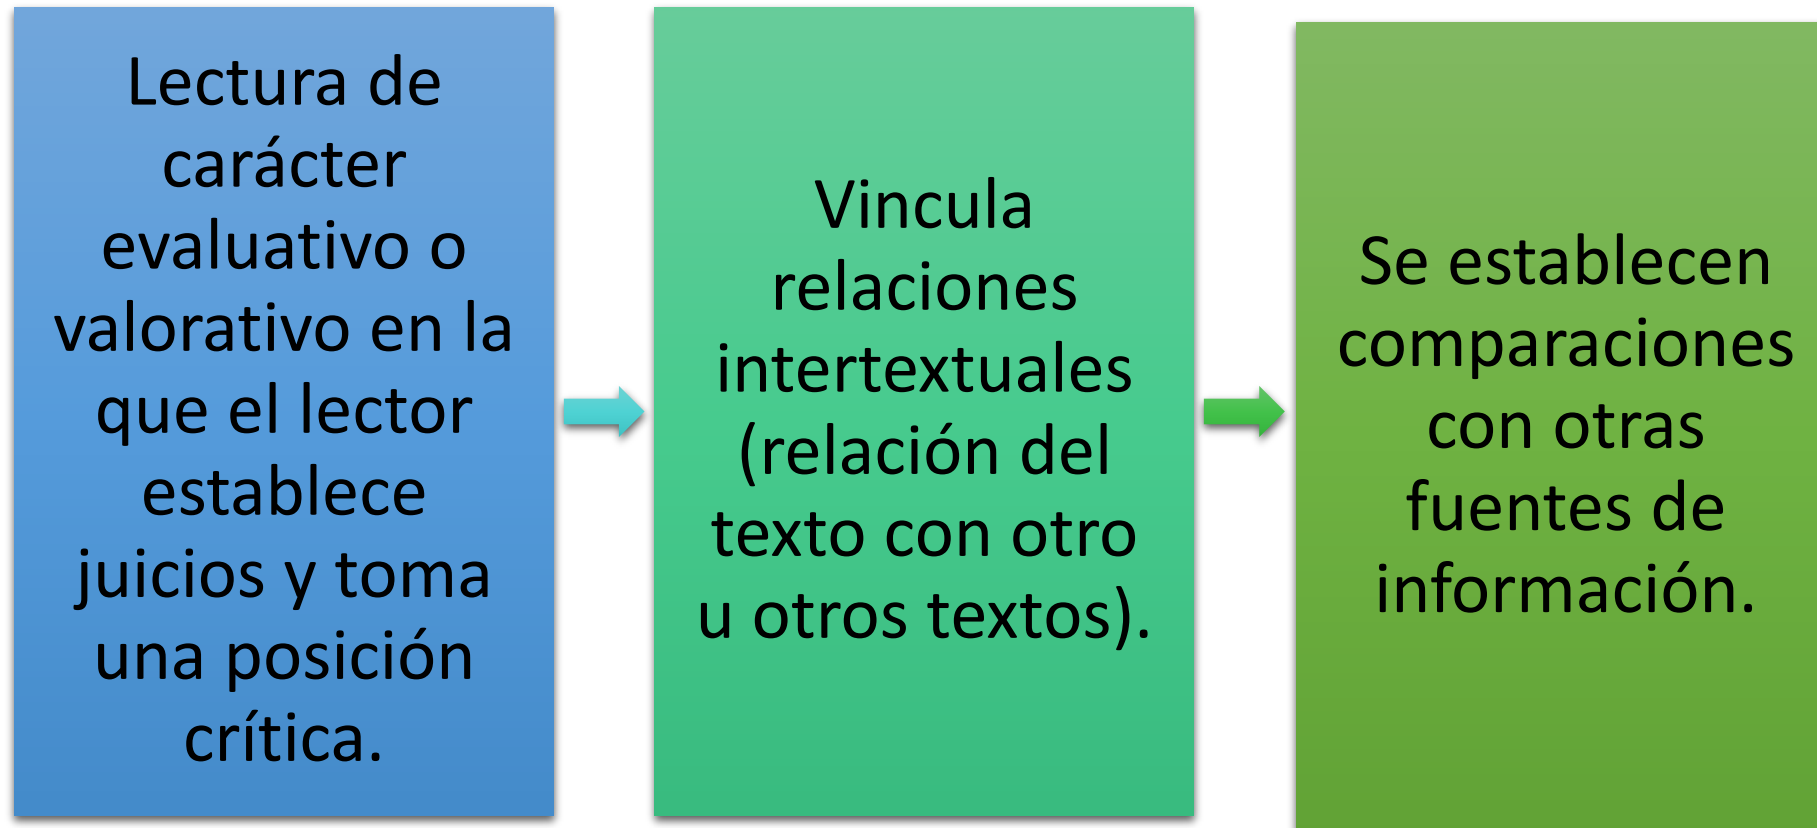 Lectura de
carácter
evaluativo o
valorativo en la
que el lector
establece
juicios y toma
una posición
crítica.
Vincula
relaciones
intertextuales
(relación del
texto con otro
u otros textos).
Se establecen
comparaciones
con otras
fuentes de
información.